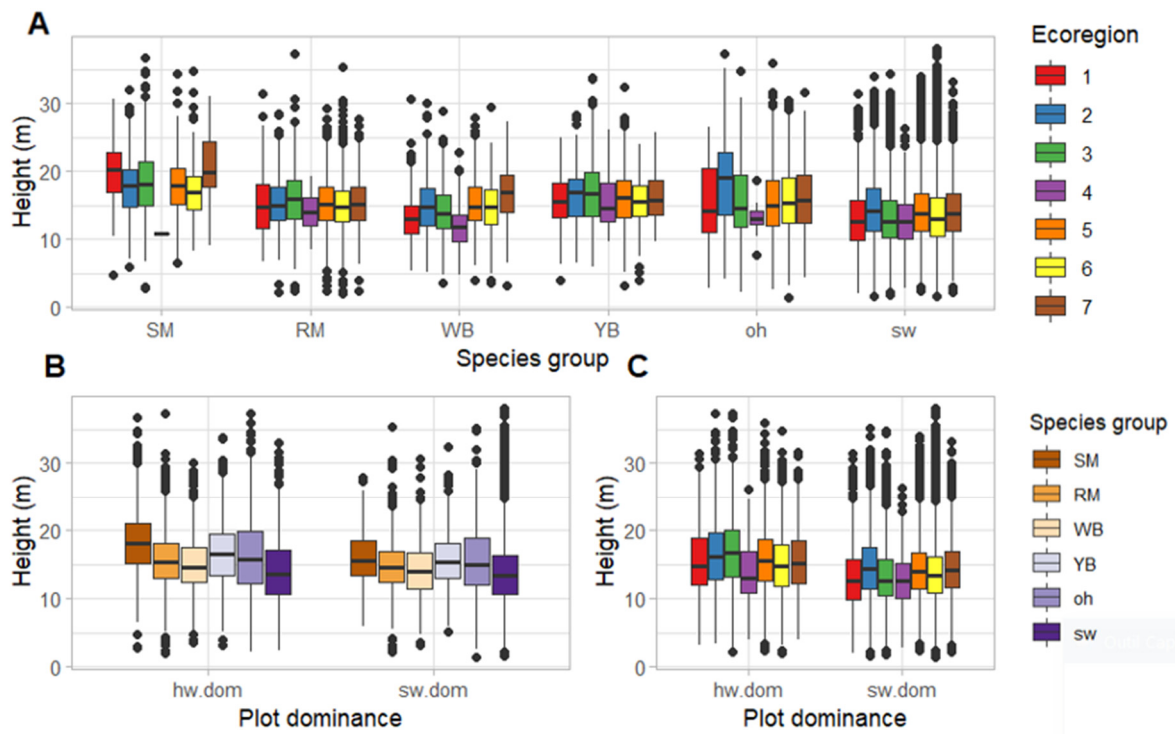 A
Height (m)
30
20
10
0
SM RM WB YB oh sw
Species group
Ecoregion
1
2
3
4
5
6
7
B
Height (m)
30
20
10
0
hw.dom sw.dom
Plot dominance
C
Height (m)
30
20
10
0
hw.dom sw.dom
Plot dominance
Species group
SM
RM
WB
YB
oh
sw